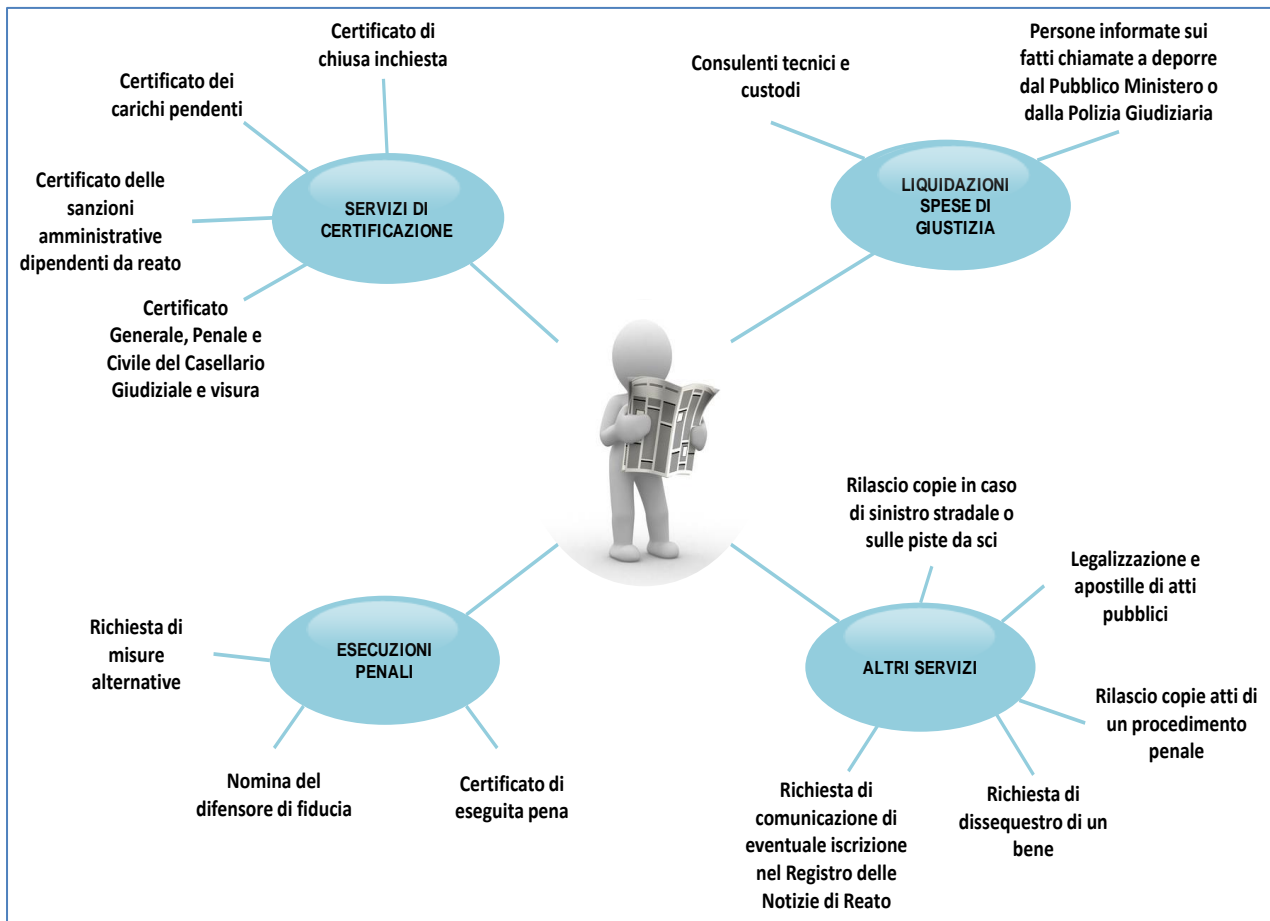 Certificato di
chiusa inchiesta
Certificato dei
carichi pendenti
Certificato delle
sanzioni
amministrative
dipendenti da reato
Certificato
Generale, Penale e
Civile del Casellario
Giudiziale e visura
SERVIZI DI
CERTIFICAZIONE
Consulenti tecnici e
custodi
Persone informate sui
fatti chiamate a deporre
dal Pubblico Ministero o
dalla Polizia Giudiziaria
LIQUIDAZIONI
SPESE DI
GIUSTIZIA
Richiesta di
misure
alternative
ESECUZIONI
PENALI
Nomina del
difensore di fiducia
Certificato di
eseguita pena
Rilascio copie in caso
di sinistro stradale o
sulle piste da sci
Legalizzazione e
apostille di atti
pubblici
ALTRI SERVIZI
Rilascio copie atti di
un procedimento
penale
Richiesta di
comunicazione di
eventuale iscrizione
nel Registro delle
Notizie di Reato
Richiesta di
dissequestro di un
bene